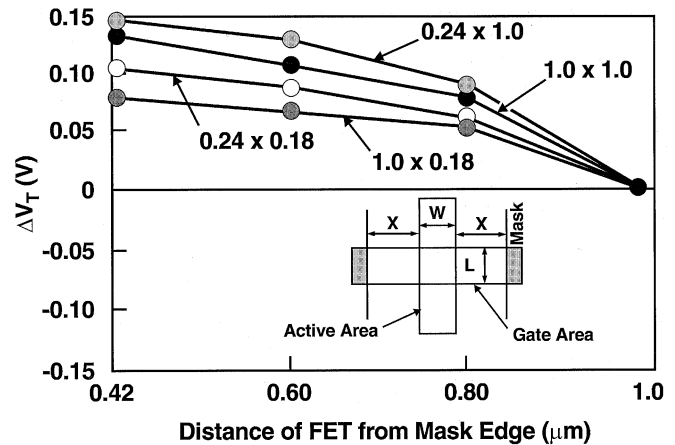 0.15
0.10
0.05
0
-0.05
-0.10
-0.15
ΔV_T (V)
0.24 x 1.0
1.0 x 1.0
0.24 x 0.18
1.0 x 0.18
X
W
X
Mask
L
Active Area
Gate Area
0.42
0.60
0.80
1.0
Distance of FET from Mask Edge (μm)